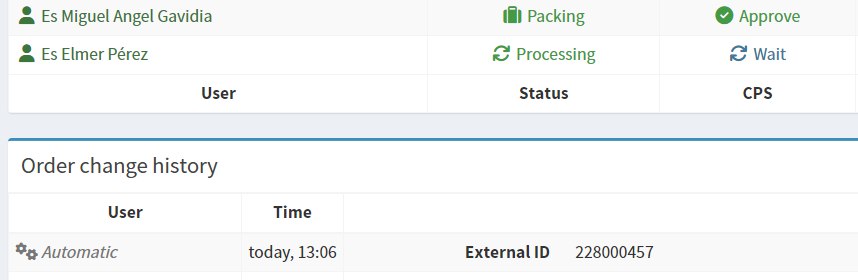 Es Miguel Angel Gavidia Packing Approve
Es Elmer Pérez Processing Wait
User Status CPS
Order change history
User Time
Automatic today, 13:06 External ID 228000457